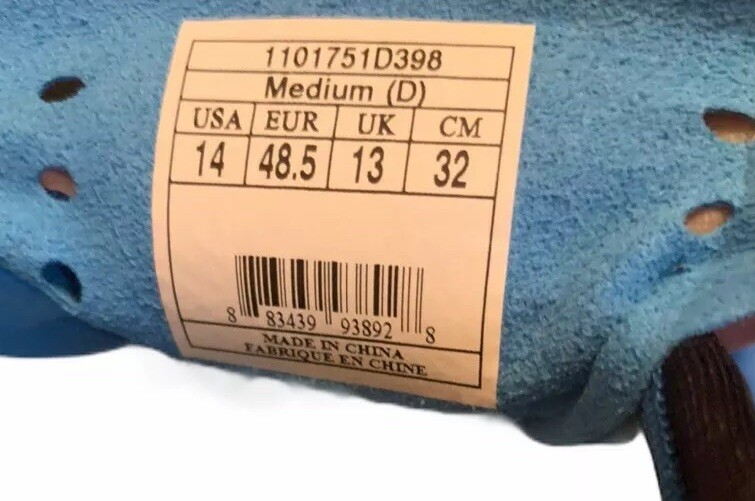 1101751D398
Medium (D)
USA EUR UK CM
14 48.5 13 32
8 83439 93892 8
MADE IN CHINA
FABRIQUE EN CHINE